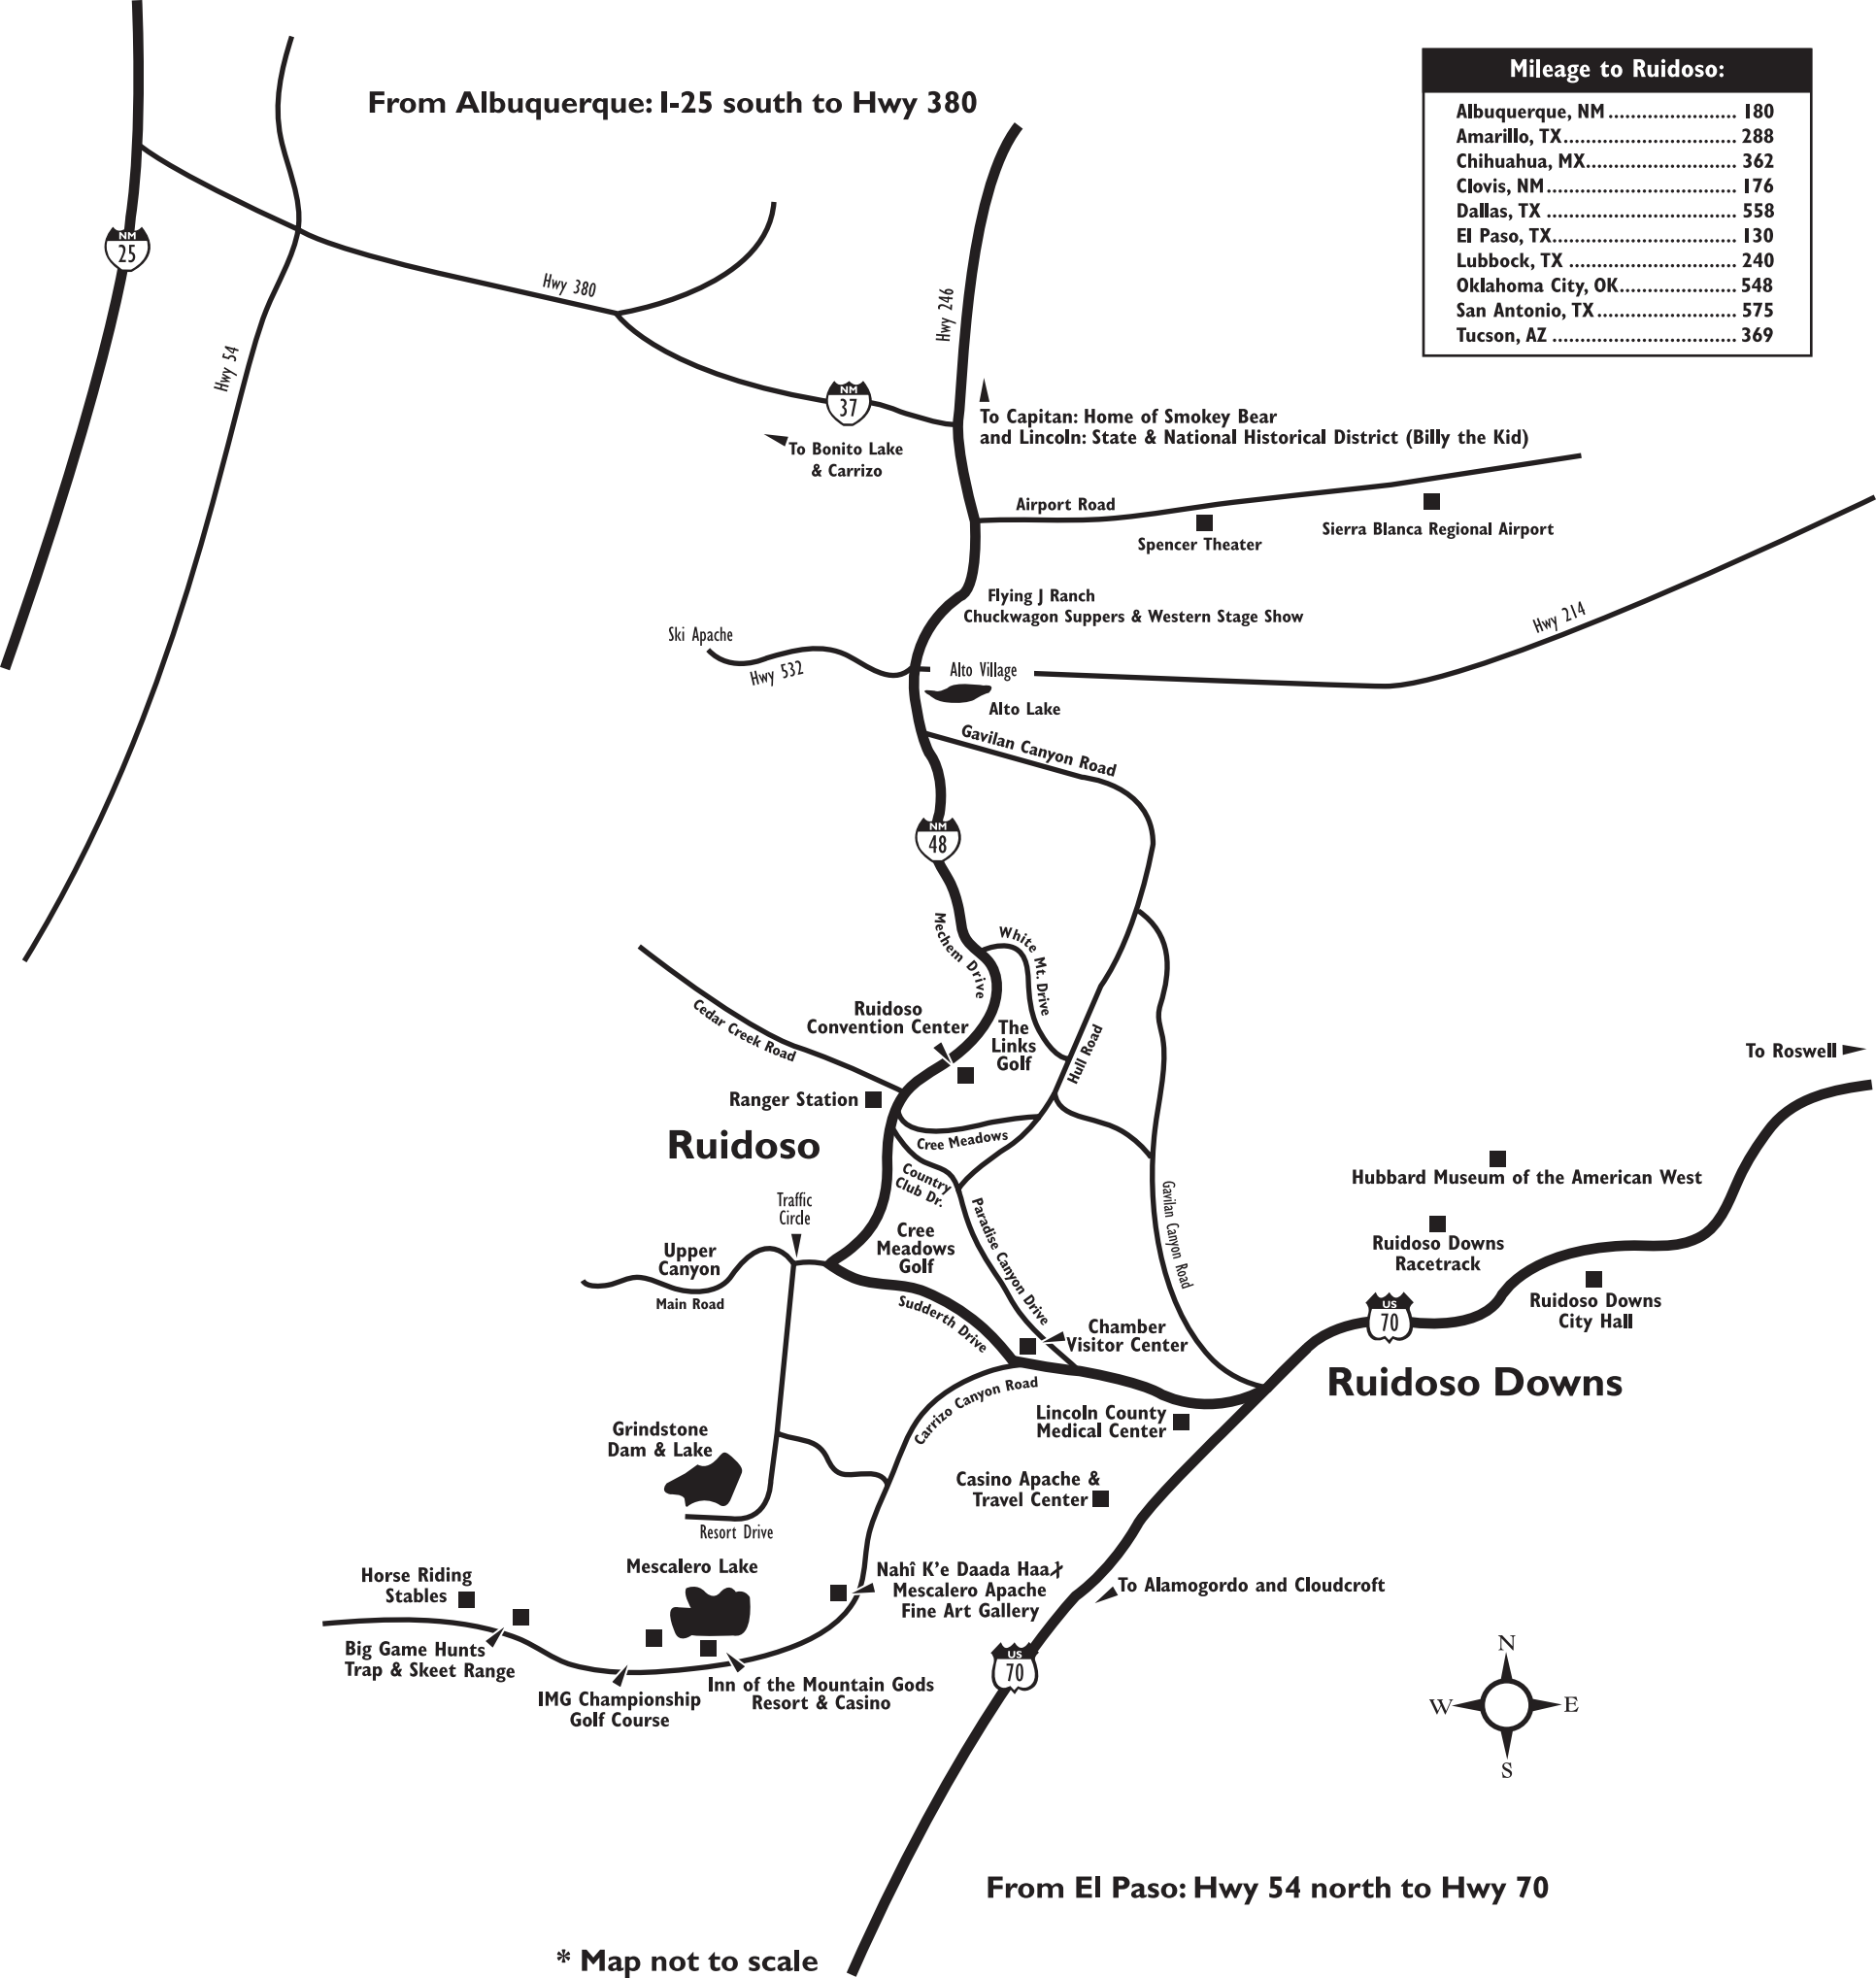 From Albuquerque: I-25 south to Hwy 380
Mileage to Ruidoso:
Albuquerque, NM ....................... 180
Amarillo, TX............................... 288
Chihuahua, MX........................... 362
Clovis, NM .................................. 176
Dallas, TX .................................. 558
El Paso, TX................................. 130
Lubbock, TX .............................. 240
Oklahoma City, OK..................... 548
San Antonio, TX ......................... 575
Tucson, AZ ................................. 369
NM
25
Hwy 380
Hwy 54
Hwy 246
NM
37
To Bonito Lake
& Carrizo
To Capitan: Home of Smokey Bear
and Lincoln: State & National Historical District (Billy the Kid)
Airport Road
Spencer Theater
Sierra Blanca Regional Airport
Flying J Ranch
Chuckwagon Suppers & Western Stage Show
Hwy 214
Ski Apache
Hwy 532
Alto Village
Alto Lake
Gavilan Canyon Road
NM
48
Mechem Drive
White Mt. Drive
Cedar Creek Road
Ruidoso
Convention Center
The
Links
Golf
Hull Road
To Roswell
Ranger Station
Ruidoso
Cree Meadows
Country
Club Dr.
Hubbard Museum of the American West
Traffic
Circle
Gavilan Canyon Road
Paradise Canyon Drive
Cree
Meadows
Golf
Upper
Canyon
Main Road
Ruidoso Downs
Racetrack
Ruidoso Downs
City Hall
US
70
Sudderth Drive
Chamber
Visitor Center
Ruidoso Downs
Carrizo Canyon Road
Lincoln County
Medical Center
Grindstone
Dam & Lake
Casino Apache &
Travel Center
Resort Drive
Mescalero Lake
Horse Riding
Stables
Nahî K'e Daada Haał
Mescalero Apache
Fine Art Gallery
To Alamogordo and Cloudcroft
Big Game Hunts
Trap & Skeet Range
IMG Championship
Golf Course
Inn of the Mountain Gods
Resort & Casino
US
70
N
W
E
S
From El Paso: Hwy 54 north to Hwy 70
* Map not to scale